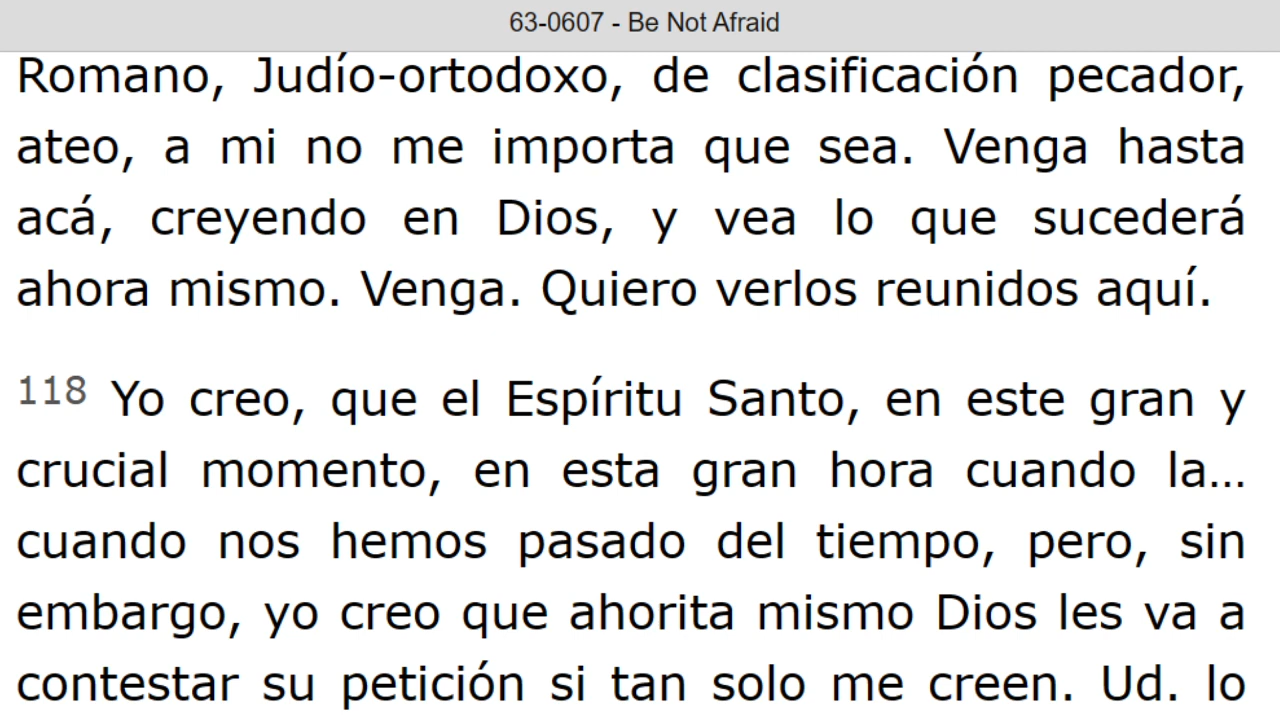 63-0607 - Be Not Afraid
Romano, Judío-ortodoxo, de clasificación pecador,
ateo, a mi no me importa que sea. Venga hasta
acá, creyendo en Dios, y vea lo que sucederá
ahora mismo. Venga. Quiero verlos reunidos aquí.
118 Yo creo, que el Espíritu Santo, en este gran y
crucial momento, en esta gran hora cuando la…
cuando nos hemos pasado del tiempo, pero, sin
embargo, yo creo que ahorita mismo Dios les va a
contestar su petición si tan solo me creen. Ud. lo